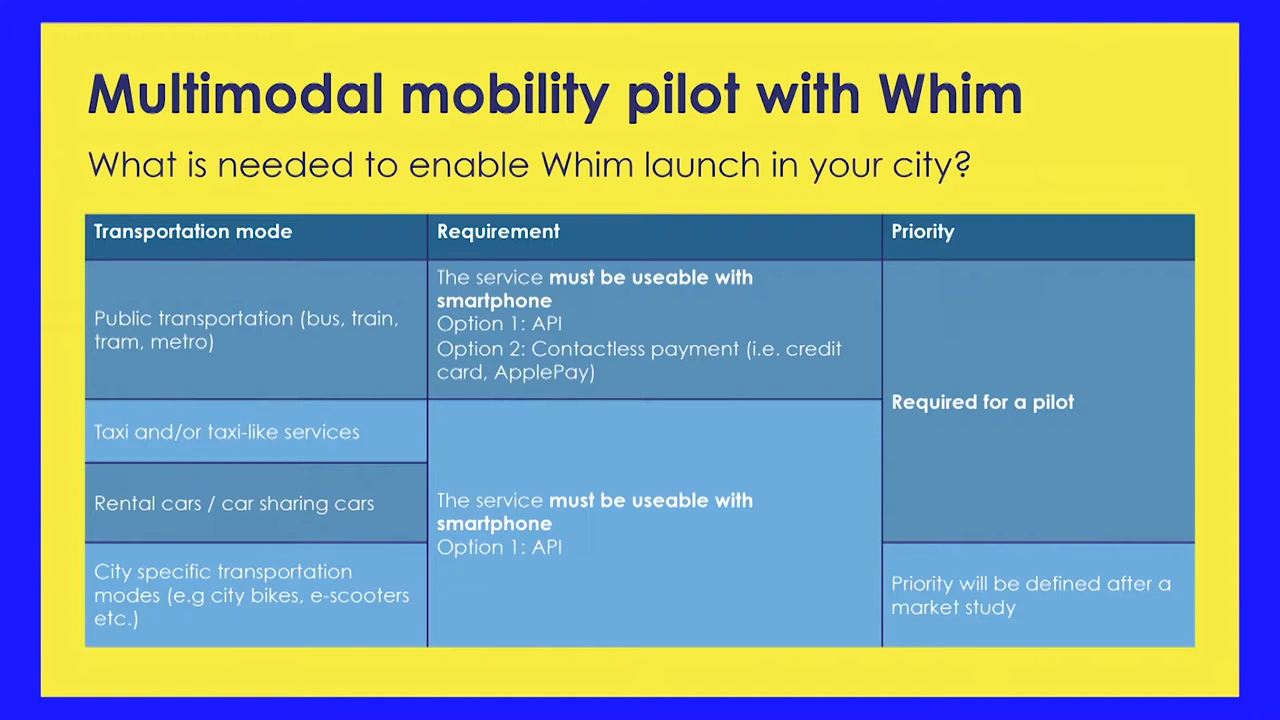 Multimodal mobility pilot with Whim
What is needed to enable Whim launch in your city?
Transportation mode
Requirement
Priority
Public transportation (bus, train,
tram, metro)
The service must be useable with
smartphone
Option 1: API
Option 2: Contactless payment (i.e. credit
card, ApplePay)
Required for a pilot
Taxi and/or taxi-like services
Rental cars / car sharing cars
The service must be useable with
smartphone
Option 1: API
City specific transportation
modes (e.g city bikes, e-scooters
etc.)
Priority will be defined after a
market study